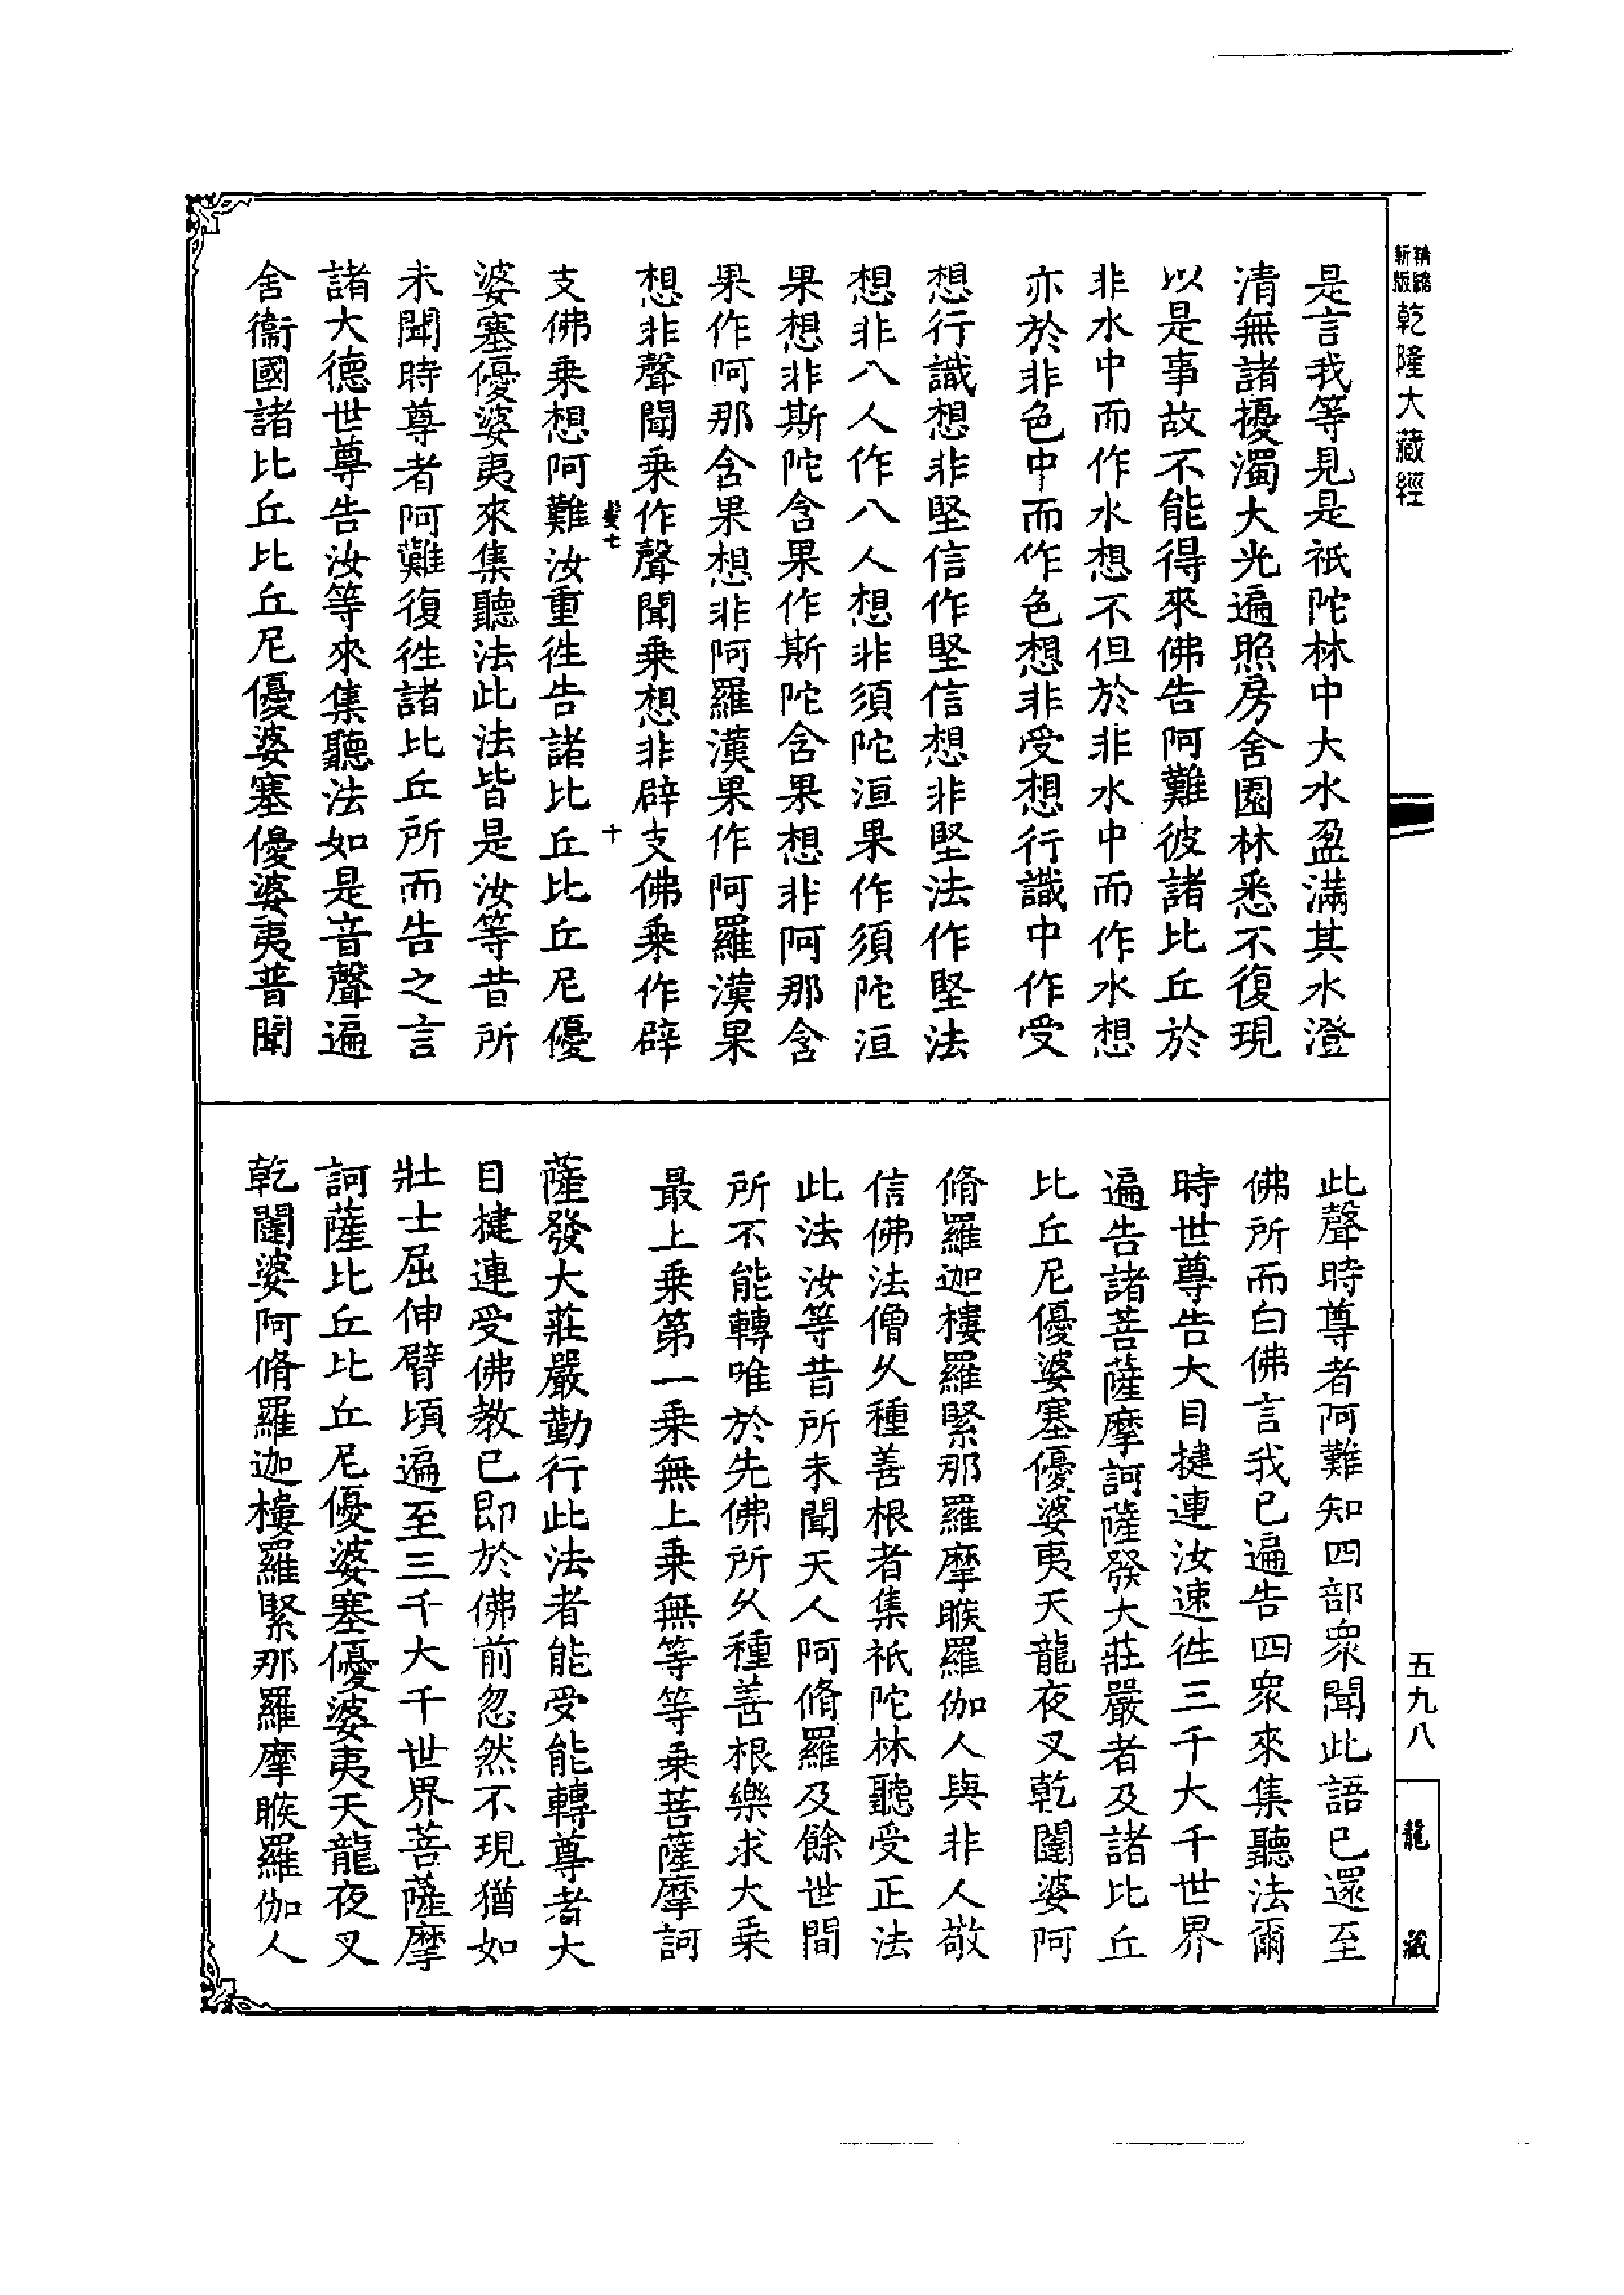 新版
乾隆大藏經
是言我等見是祇陀林中大水盈滿其水澄
清無諸擾濁大光遍照房舍園林悉不復現
以是事故不能得來佛告阿難彼諸比丘於
非水中而作水想不但於非水中而作水想
亦於非色中而作色想非受想行識中作受
想行識想非堅信作堅信想非堅法作堅法
想非八人作八人想非須陀洹果作須陀洹
果想非斯陀含果作斯陀含果想非阿那含
果作阿那含果想非阿羅漢果作阿羅漢果
想非聲聞乘作聲聞乘想非辟支佛乘作辟
髮七
十
支佛乘想阿難汝重往告諸比丘比丘尼優
婆塞優婆夷來集聽法此法皆是汝等昔所
未聞時尊者阿難復往諸比丘所而告之言
諸大德世尊告汝等來集聽法如是音聲遍
舍衞國諸比丘比丘尼優婆塞優婆夷普聞
此聲時尊者阿難知四部衆聞此語已還至
佛所而白佛言我已遍告四衆來集聽法爾
時世尊告大目揵連汝速往三千大千世界
遍告諸菩薩摩訶薩發大莊嚴者及諸比丘
比丘尼優婆塞優婆夷天龍夜叉乾闥婆阿
脩羅迦樓羅緊那羅摩睺羅伽人與非人敬
信佛法僧久種善根者集祇陀林聽受正法
此法汝等昔所未聞天人阿脩羅及餘世間
所不能轉唯於先佛所久種善根樂求大乘
最上乘第一乘無上乘無等等乘菩薩摩訶
薩發大莊嚴勤行此法者能受能轉尊者大
目揵連受佛教已即於佛前忽然不現猶如
壯士屈伸臂頃遍至三千大千世界菩薩摩
訶薩比丘比丘尼優婆塞優婆夷天龍夜叉
乾闥婆阿脩羅迦樓羅緊那羅摩睺羅伽人
五九八
龍藏